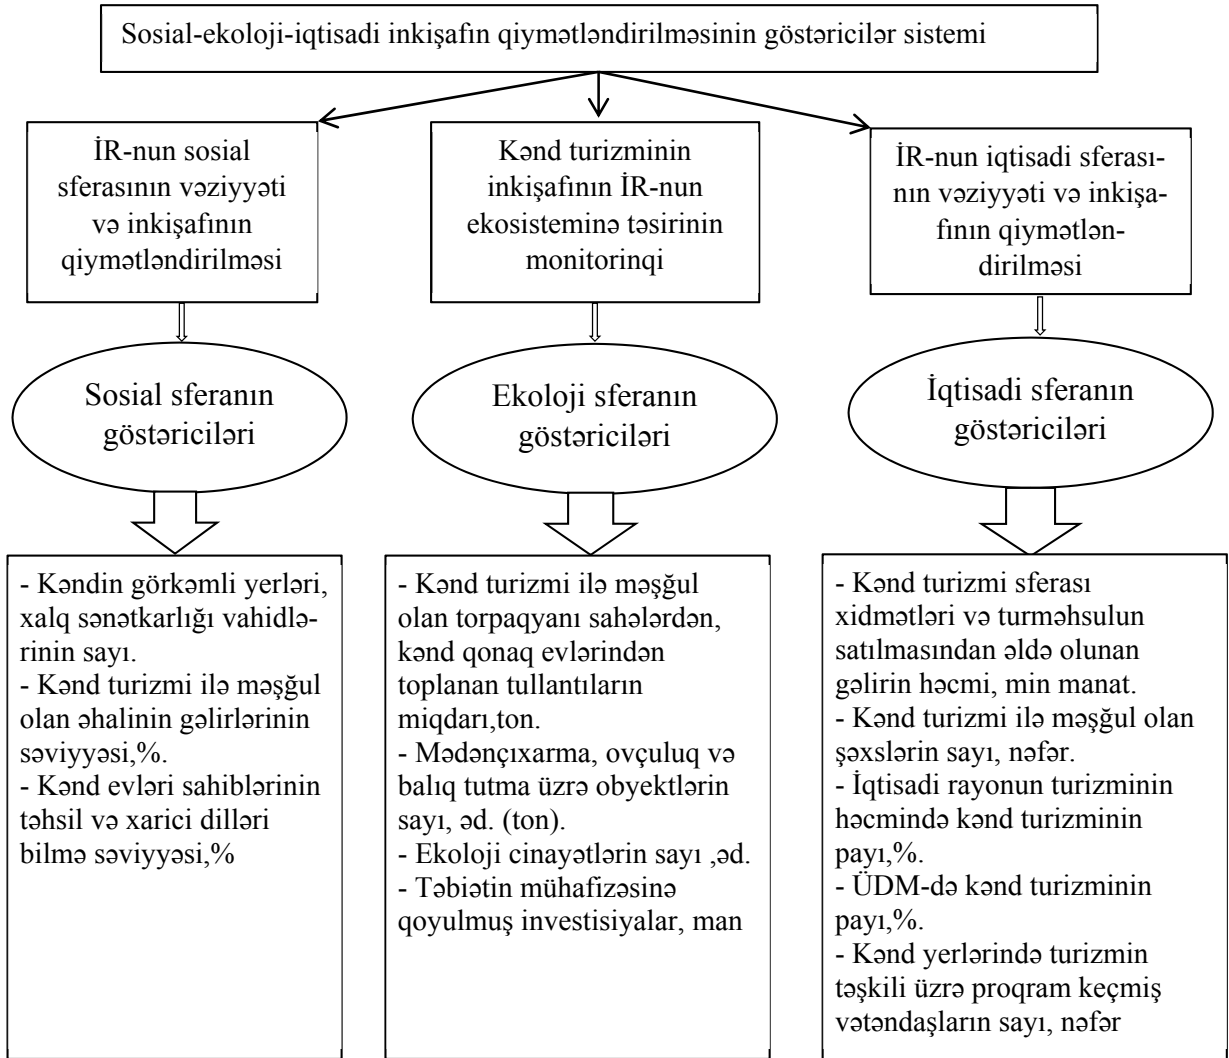 Sosial-ekoloji-iqtisadi inkişafın qiymətləndirilməsinin göstəricilər sistemi
İR-nun sosial
sferasının vəziyyəti
və inkişafının
qiymətləndirilməsi
Kənd turizminin
inkişafının İR-nun
ekosisteminə təsirinin
monitorinqi
İR-nun iqtisadi sferası-
nın vəziyyəti və inkişa-
fının qiymətlən-
dirilməsi
Sosial sferanın
göstəriciləri
Ekoloji sferanın
göstəriciləri
İqtisadi sferanın
göstəriciləri
- Kəndin görkəmli yerləri,
xalq sənətkarlığı vahidlə-
rinin sayı.
- Kənd turizmi ilə məşğul
olan əhalinin gəlirlərinin
səviyyəsi,%.
- Kənd evləri sahiblərinin
təhsil və xarici dilləri
bilmə səviyyəsi,%
- Kənd turizmi ilə məşğul
olan torpaqyanı sahələrdən,
kənd qonaq evlərindən
toplanan tullantıların
miqdarı,ton.
- Mədənçıxarma, ovçuluq və
balıq tutma üzrə obyektlərin
sayı, əd. (ton).
- Ekoloji cinayətlərin sayı ,əd.
- Təbiətin mühafizəsinə
qoyulmuş investisiyalar, man
- Kənd turizmi sferası
xidmətləri və turməhsulun
satılmasından əldə olunan
gəlirin həcmi, min manat.
- Kənd turizmi ilə məşğul olan
şəxslərin sayı, nəfər.
- İqtisadi rayonun turizminin
həcmində kənd turizminin
payı,%.
- ÜDM-də kənd turizminin
payı,%.
- Kənd yerlərində turizmin
təşkili üzrə proqram keçmiş
vətəndaşların sayı, nəfər